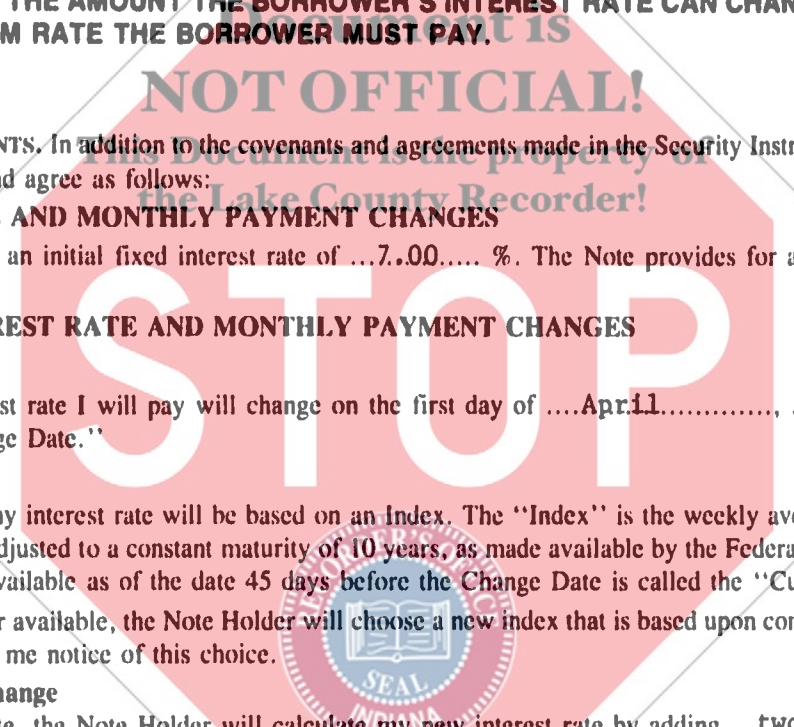 THE AMOUNT THE BORROWER'S INTEREST RATE CAN CHAN
M RATE THE BORROWER MUST PAY.
Document is
NOT OFFICIAL!
This Document is the property of
the Lake County Recorder!
NTS. In addition to the covenants and agreements made in the Security Instr
d agree as follows:
AND MONTHLY PAYMENT CHANGES
an initial fixed interest rate of ...7..00..... %. The Note provides for a
STOP
REST RATE AND MONTHLY PAYMENT CHANGES
st rate I will pay will change on the first day of ....April.............,
ge Date.''
y interest rate will be based on an Index. The ''Index'' is the weekly ave
djusted to a constant maturity of 10 years, as made available by the Federa
vailable as of the date 45 days before the Change Date is called the ''Cu
r available, the Note Holder will choose a new index that is based upon con
me notice of this choice.
RECORDER'S
SEAL
INDIANA
hange
te, the Note Holder will calculate my new interest rate by adding two